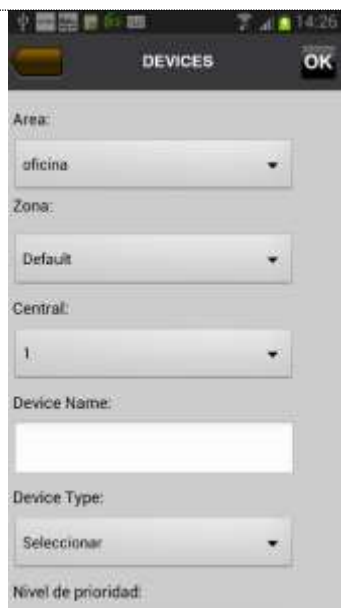 14:26
DEVICES
OK
Area:
oficina
Zona:
Default
Central:
1
Device Name:
Device Type:
Seleccionar
Nivel de prioridad: